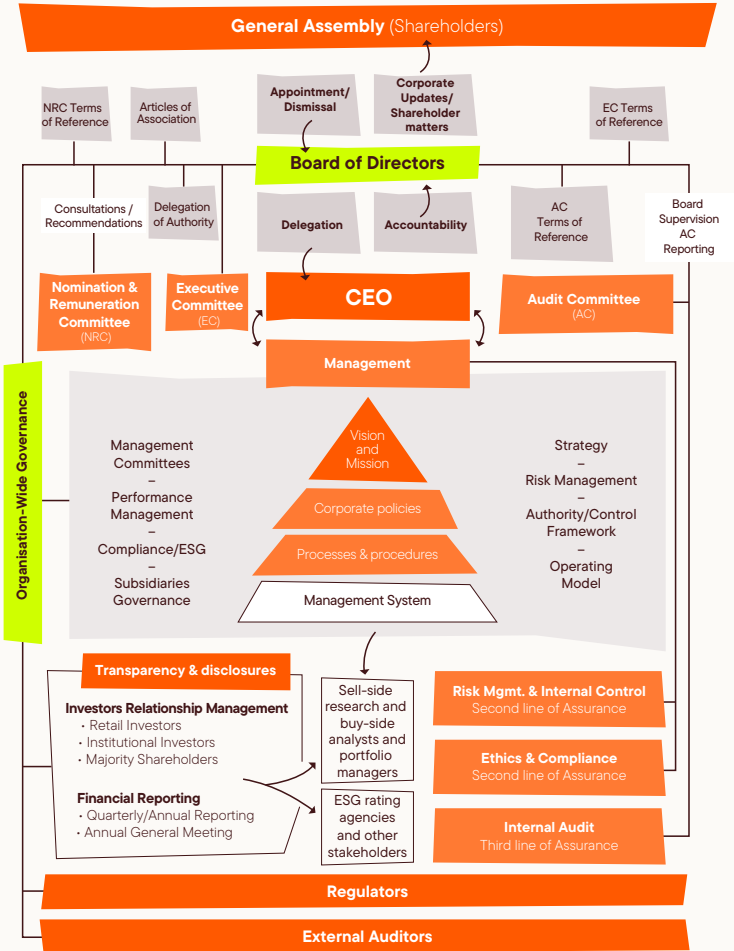 General Assembly (Shareholders)
NRC Terms
of Reference
Articles of
Association
Appointment/
Dismissal
Corporate
Updates/
Shareholder
matters
EC Terms
of Reference
Board of Directors
Consultations /
Recommendations
Delegation
of Authority
Delegation
Accountability
AC
Terms of
Reference
Board
Supervision
AC
Reporting
Nomination &
Remuneration
Committee
(NRC)
Executive
Committee
(EC)
CEO
Audit Committee
(AC)
Management
Organisation-Wide Governance
Management
Committees
–
Performance
Management
–
Compliance/ESG
–
Subsidiaries
Governance
Vision
and
Mission
Corporate policies
Processes & procedures
Management System
Strategy
–
Risk Management
–
Authority/Control
Framework
–
Operating
Model
Transparency & disclosures
Investors Relationship Management
• Retail Investors
• Institutional Investors
• Majority Shareholders
Financial Reporting
• Quarterly/Annual Reporting
• Annual General Meeting
Sell-side
research and
buy-side
analysts and
portfolio
managers
ESG rating
agencies
and other
stakeholders
Risk Mgmt. & Internal Control
Second line of Assurance
Ethics & Compliance
Second line of Assurance
Internal Audit
Third line of Assurance
Regulators
External Auditors